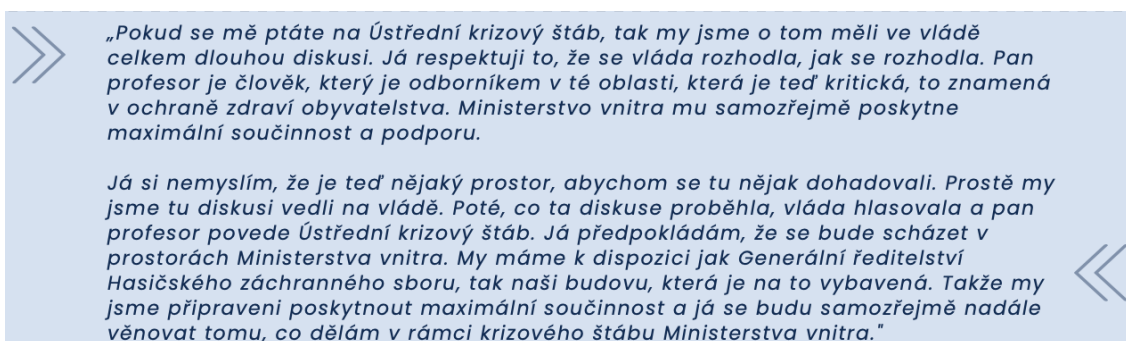 „Pokud se mě ptáte na Ústřední krizový štáb, tak my jsme o tom měli ve vládě
celkem dlouhou diskusi. Já respektuji to, že se vláda rozhodla, jak se rozhodla. Pan
profesor je člověk, který je odborníkem v té oblasti, která je teď kritická, to znamená
v ochraně zdraví obyvatelstva. Ministerstvo vnitra mu samozřejmě poskytne
maximální součinnost a podporu.
Já si nemyslím, že je teď nějaký prostor, abychom se tu nějak dohadovali. Prostě my
jsme tu diskusi vedli na vládě. Poté, co ta diskuse proběhla, vláda hlasovala a pan
profesor povede Ústřední krizový štáb. Já předpokládám, že se bude scházet v
prostorách Ministerstva vnitra. My máme k dispozici jak Generální ředitelství
Hasičského záchranného sboru, tak naši budovu, která je na to vybavená. Takže my
jsme připraveni poskytnout maximální součinnost a já se budu samozřejmě nadále
věnovat tomu, co dělám v rámci krizového štábu Ministerstva vnitra."